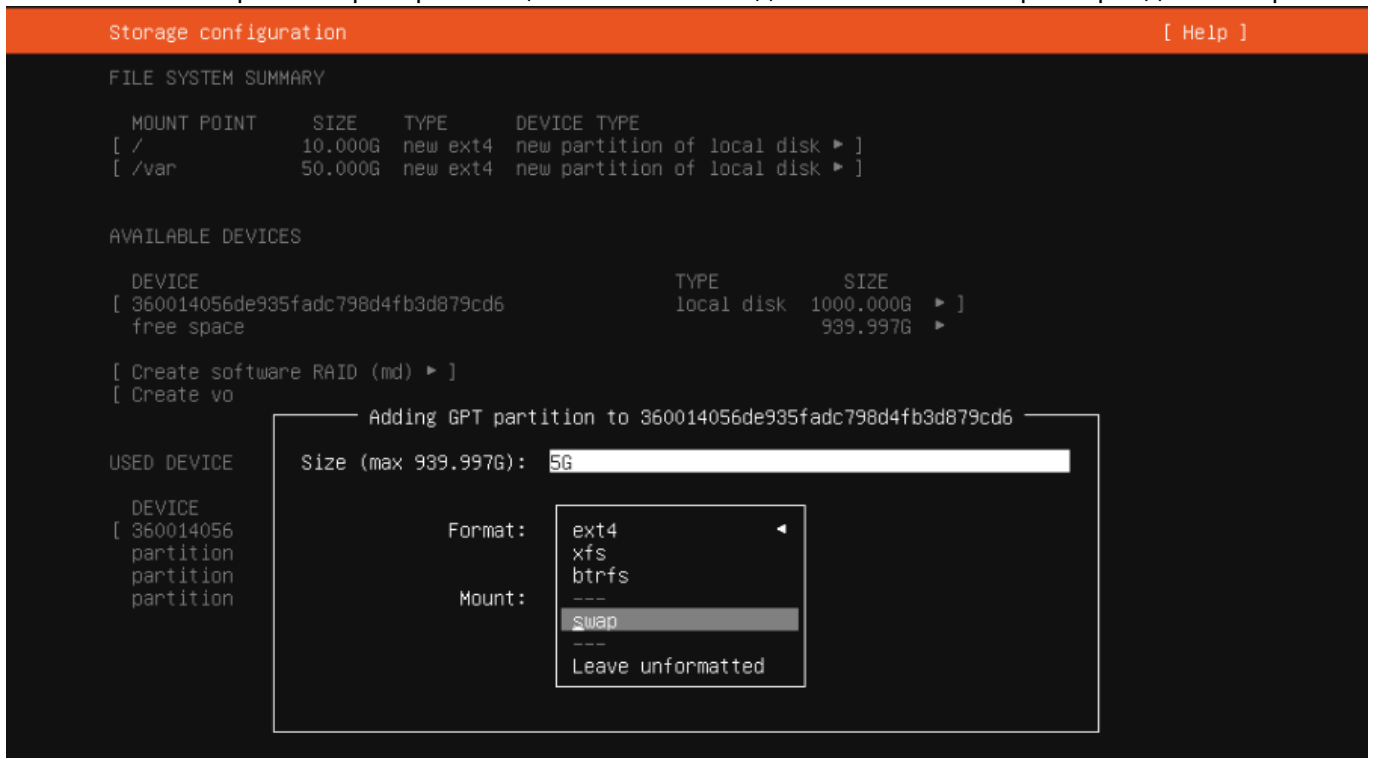 Storage configuration [ Help ]
FILE SYSTEM SUMMARY
MOUNT POINT SIZE TYPE DEVICE TYPE
[ / 10.000G new ext4 new partition of local disk ▸ ]
[ /var 50.000G new ext4 new partition of local disk ▸ ]
AVAILABLE DEVICES
DEVICE TYPE SIZE
[ 360014056de935fadc798d4fb3d879cd6 local disk 1000.000G ▸ ]
free space 939.997G ▸
[ Create software RAID (md) ▸ ]
[ Create vo
Adding GPT partition to 360014056de935fadc798d4fb3d879cd6
USED DEVICE
Size (max 939.997G): 5G
DEVICE
[ 360014056
partition
partition
partition
Format: ext4 ◂
xfs
btrfs
Mount: ---
swap
---
Leave unformatted